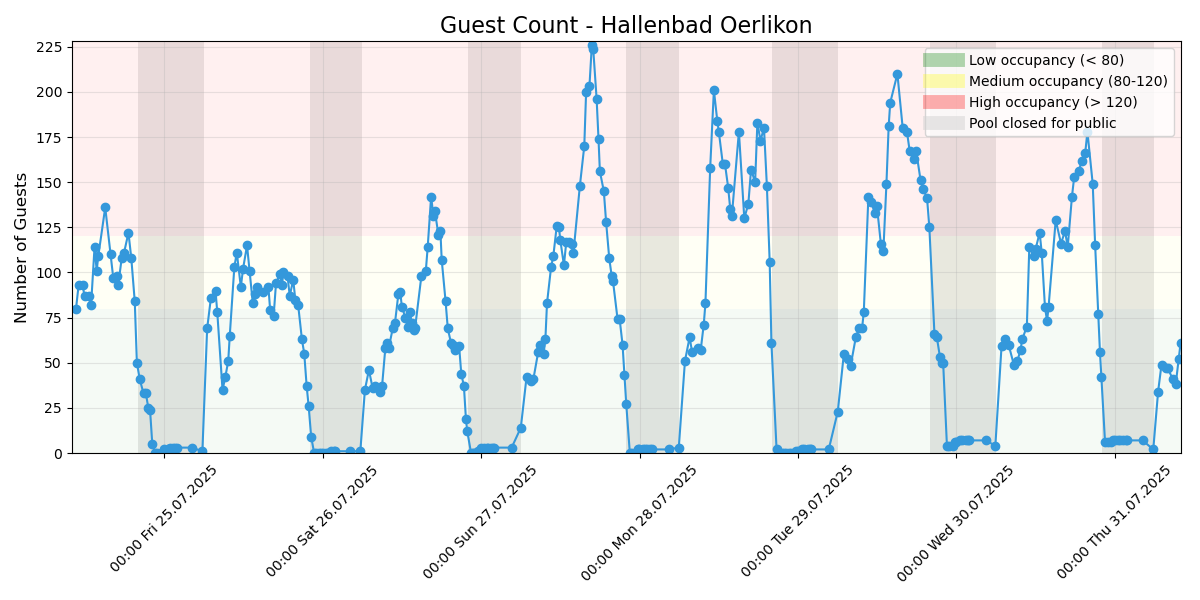 Guest Count - Hallenbad Oerlikon
Number of Guests
225
200
175
150
125
100
75
50
25
0
Low occupancy (< 80)
Medium occupancy (80-120)
High occupancy (> 120)
Pool closed for public
00:00 Fri 25.07.2025
00:00 Sat 26.07.2025
00:00 Sun 27.07.2025
00:00 Mon 28.07.2025
00:00 Tue 29.07.2025
00:00 Wed 30.07.2025
00:00 Thu 31.07.2025